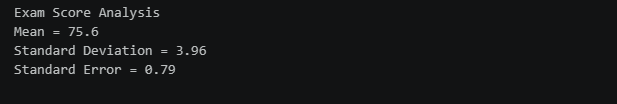 Exam Score Analysis
Mean = 75.6
Standard Deviation = 3.96
Standard Error = 0.79